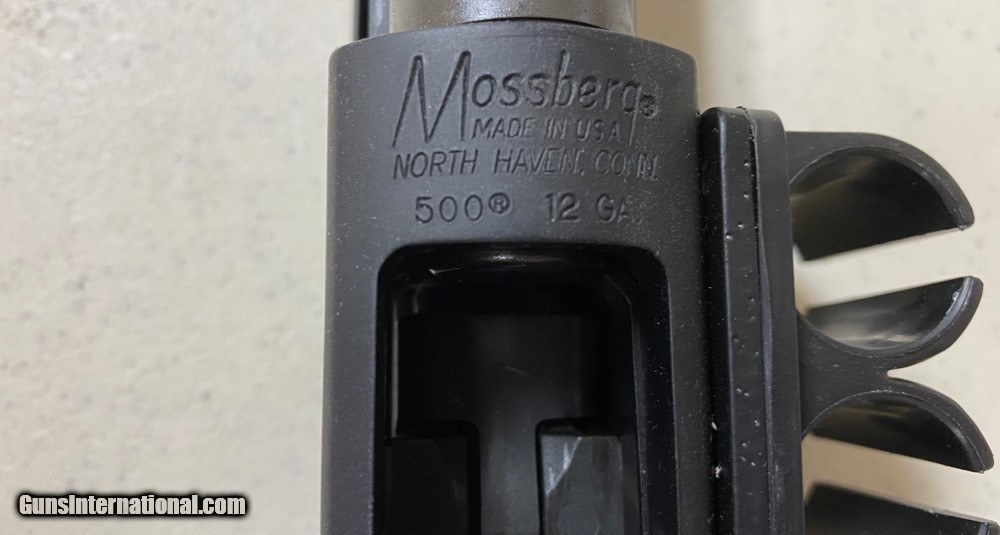 Mossberg®
MADE IN USA
NORTH HAVEN, CONN.
500® 12 GA.
GunsInternational.com